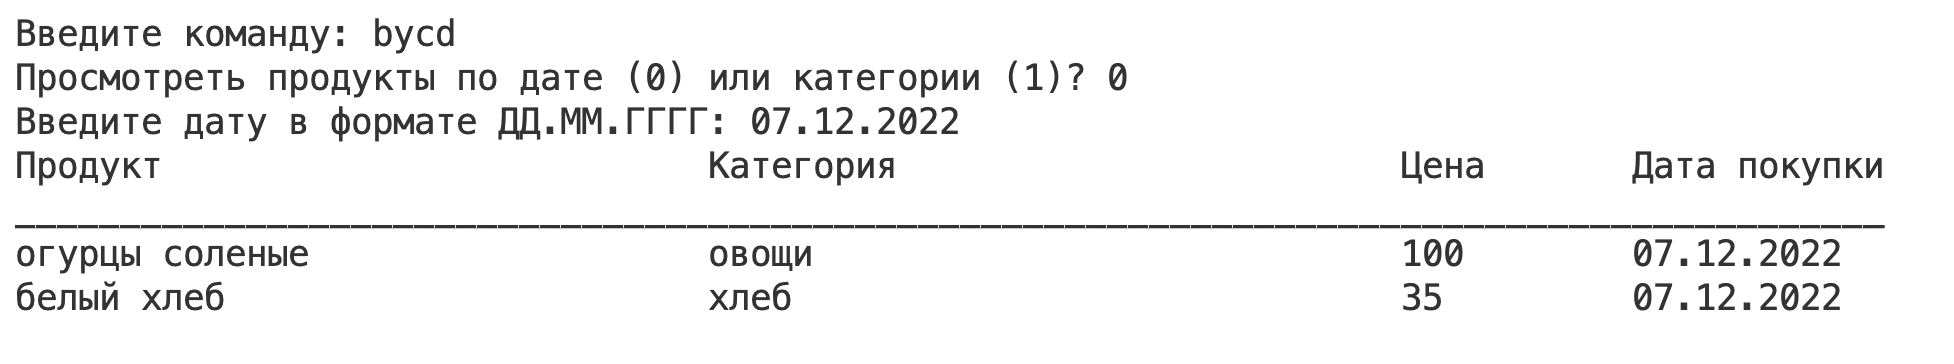 Введите команду: bycd
Просмотреть продукты по дате (0) или категории (1)? 0
Введите дату в формате ДД.ММ.ГГГГ: 07.12.2022
Продукт Категория Цена Дата покупки
_________________________________________________________________________________________
огурцы соленые овощи 100 07.12.2022
белый хлеб хлеб 35 07.12.2022